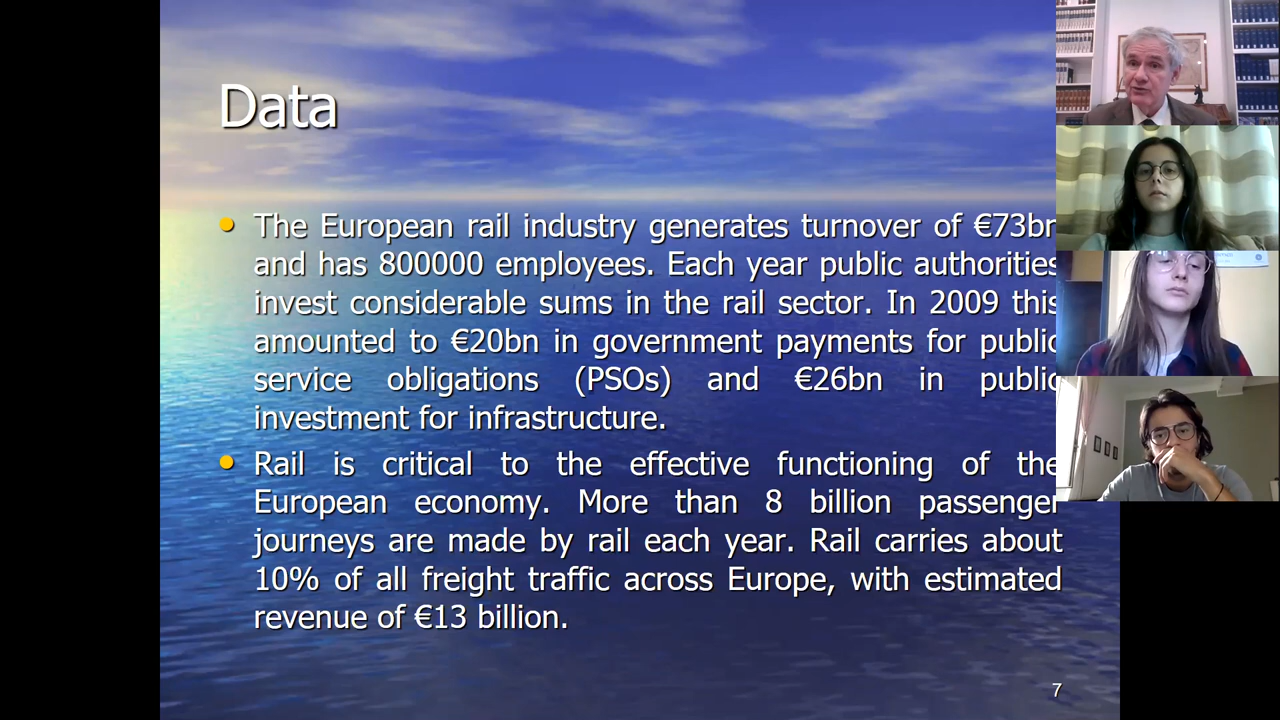 Data
The European rail industry generates turnover of €73bn
and has 800000 employees. Each year public authorities
invest considerable sums in the rail sector. In 2009 this
amounted to €20bn in government payments for public
service obligations (PSOs) and €26bn in public
investment for infrastructure.
Rail is critical to the effective functioning of the
European economy. More than 8 billion passenger
journeys are made by rail each year. Rail carries about
10% of all freight traffic across Europe, with estimated
revenue of €13 billion.
7